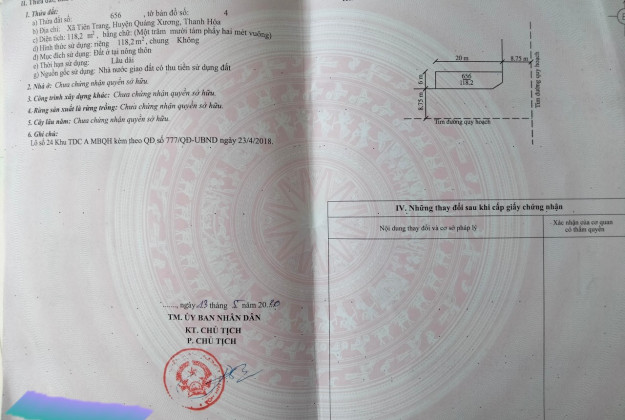 1. Thửa đất:
a) Thửa đất số: 656, tờ bản đồ số: 4
b) Địa chỉ: Xã Tiên Trang, Huyện Quảng Xương, Thanh Hóa
c) Diện tích: 118,2 m², bằng chữ: (Một trăm mười tám phẩy hai mét vuông)
d) Hình thức sử dụng: riêng 118,2 m², chung Không
đ) Mục đích sử dụng: Đất ở tại nông thôn
e) Thời hạn sử dụng: Lâu dài
g) Nguồn gốc sử dụng: Nhà nước giao đất có thu tiền sử dụng đất
2. Nhà ở: Chưa chứng nhận quyền sở hữu.
3. Công trình xây dựng khác: Chưa chứng nhận quyền sở hữu.
4. Rừng sản xuất là rừng trồng: Chưa chứng nhận quyền sở hữu.
5. Cây lâu năm: Chưa chứng nhận quyền sở hữu.
6. Ghi chú:
Lô số 24 Khu TDC A MBQH kèm theo QĐ số 777/QĐ-UBND ngày 23/4/2018.
........, ngày 13 tháng 5 năm 2020
TM. ỦY BAN NHÂN DÂN
KT. CHỦ TỊCH
P. CHỦ TỊCH
20 m
8.75 m
6 m
656
118.2
8.75 m
Tim đường quy hoạch
Tim đường quy hoạch
IV. Những thay đổi sau khi cấp giấy chứng nhận
Nội dung thay đổi và cơ sở pháp lý
Xác nhận của cơ quan
có thẩm quyền